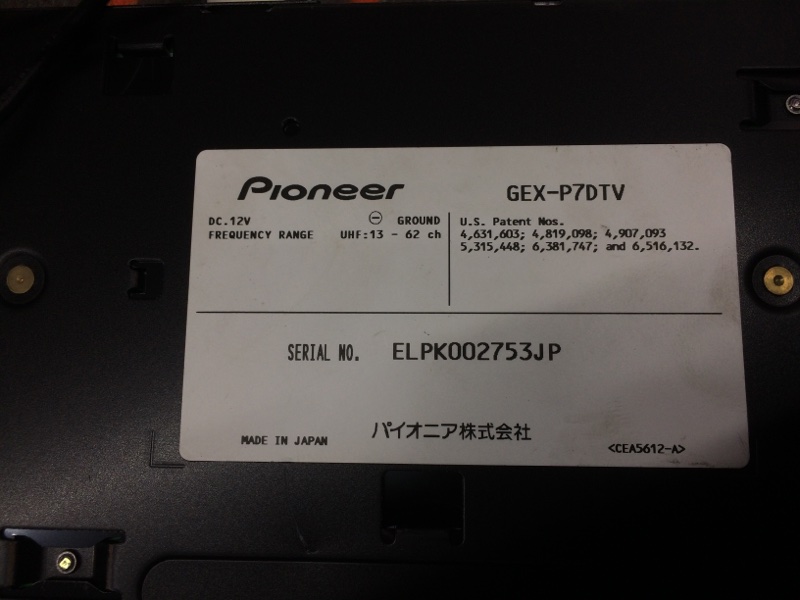 Pioneer
GEX-P7DTV
DC.12V ⊖ GROUND
FREQUENCY RANGE UHF:13 - 62 ch
U.S. Patent Nos.
4,631,603; 4,819,098; 4,907,093
5,315,448; 6,381,747; and 6,516,132.
SERIAL NO. ELPK002753JP
MADE IN JAPAN
パイオニア株式会社
<CEA5612-A>